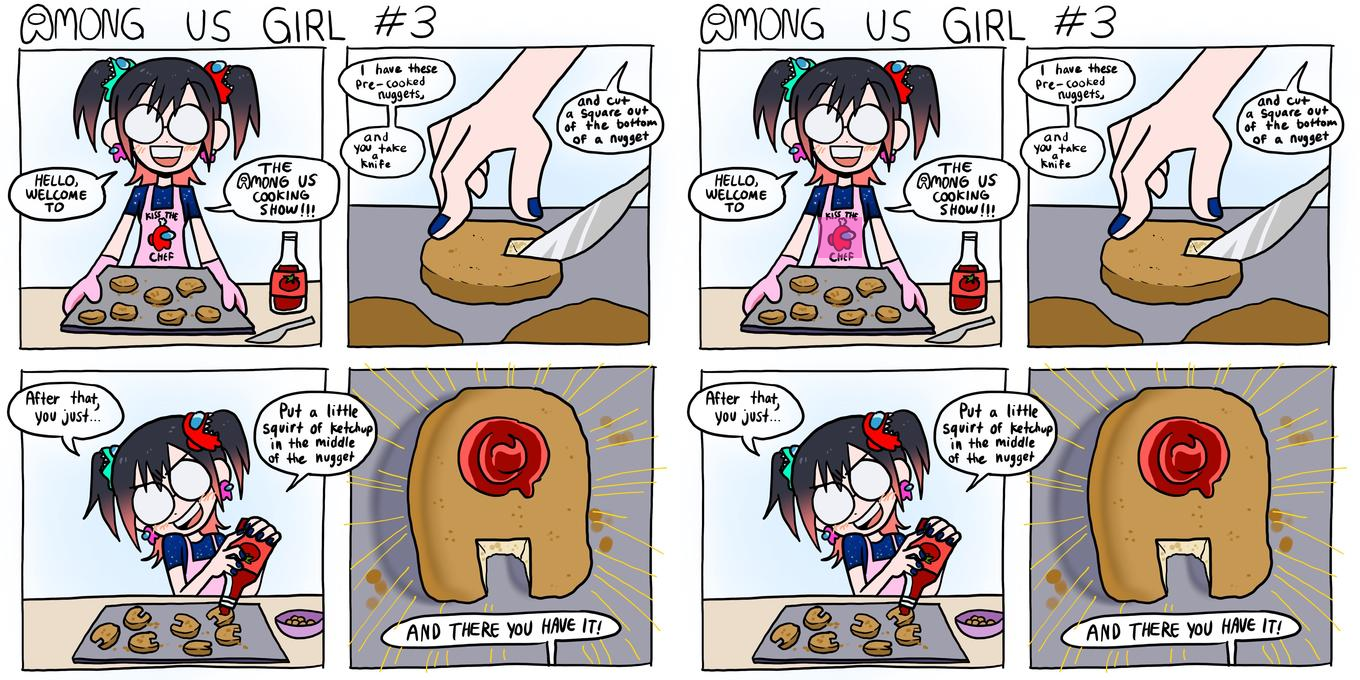 AMONG US GIRL #3
HELLO,
WELCOME
TO
THE
AMONG US
COOKING
SHOW!!!
KISS THE
CHEF
I have these
Pre-cooked
nuggets,
and
you take
a
knife
and cut
a square out
of the bottom
of a nugget
After that,
you just...
Put a little
squirt of ketchup
in the middle
of the nugget
AND THERE YOU HAVE IT!
AMONG US GIRL #3
HELLO,
WELCOME
TO
THE
AMONG US
COOKING
SHOW!!!
KISS THE
CHEF
I have these
Pre-cooked
nuggets,
and
you take
a
knife
and cut
a square out
of the bottom
of a nugget
After that,
you just...
Put a little
squirt of ketchup
in the middle
of the nugget
AND THERE YOU HAVE IT!